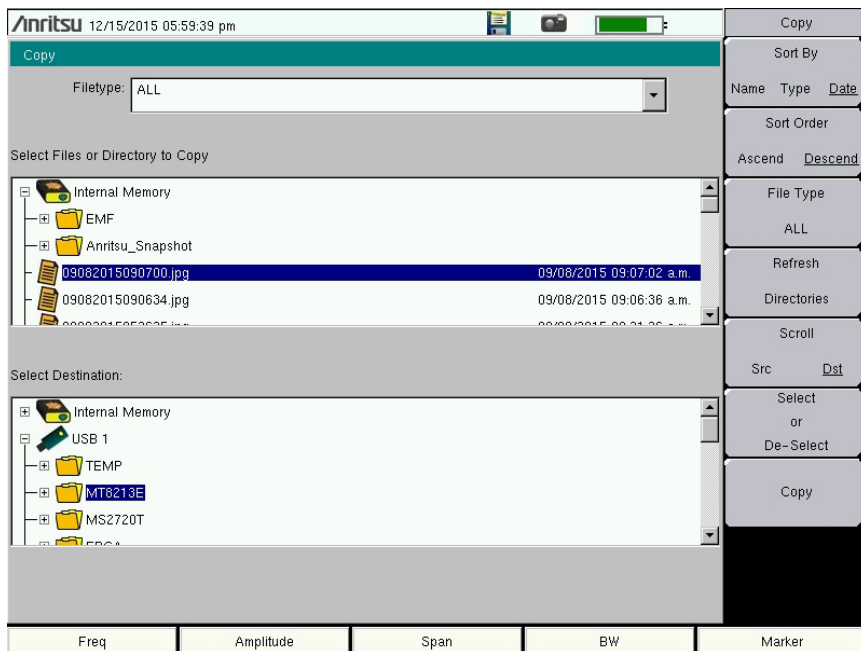 Anritsu 12/15/2015 05:59:39 pm
Copy
Filetype: ALL
Select Files or Directory to Copy
Internal Memory
EMF
Anritsu_Snapshot
09082015090700.jpg 09/08/2015 09:07:02 a.m.
09082015090634.jpg 09/08/2015 09:06:36 a.m.
Select Destination:
Internal Memory
USB 1
TEMP
MT8213E
MS2720T
Copy
Sort By
Name Type Date
Sort Order
Ascend Descend
File Type
ALL
Refresh
Directories
Scroll
Src Dst
Select
or
De-Select
Copy
Freq Amplitude Span BW Marker